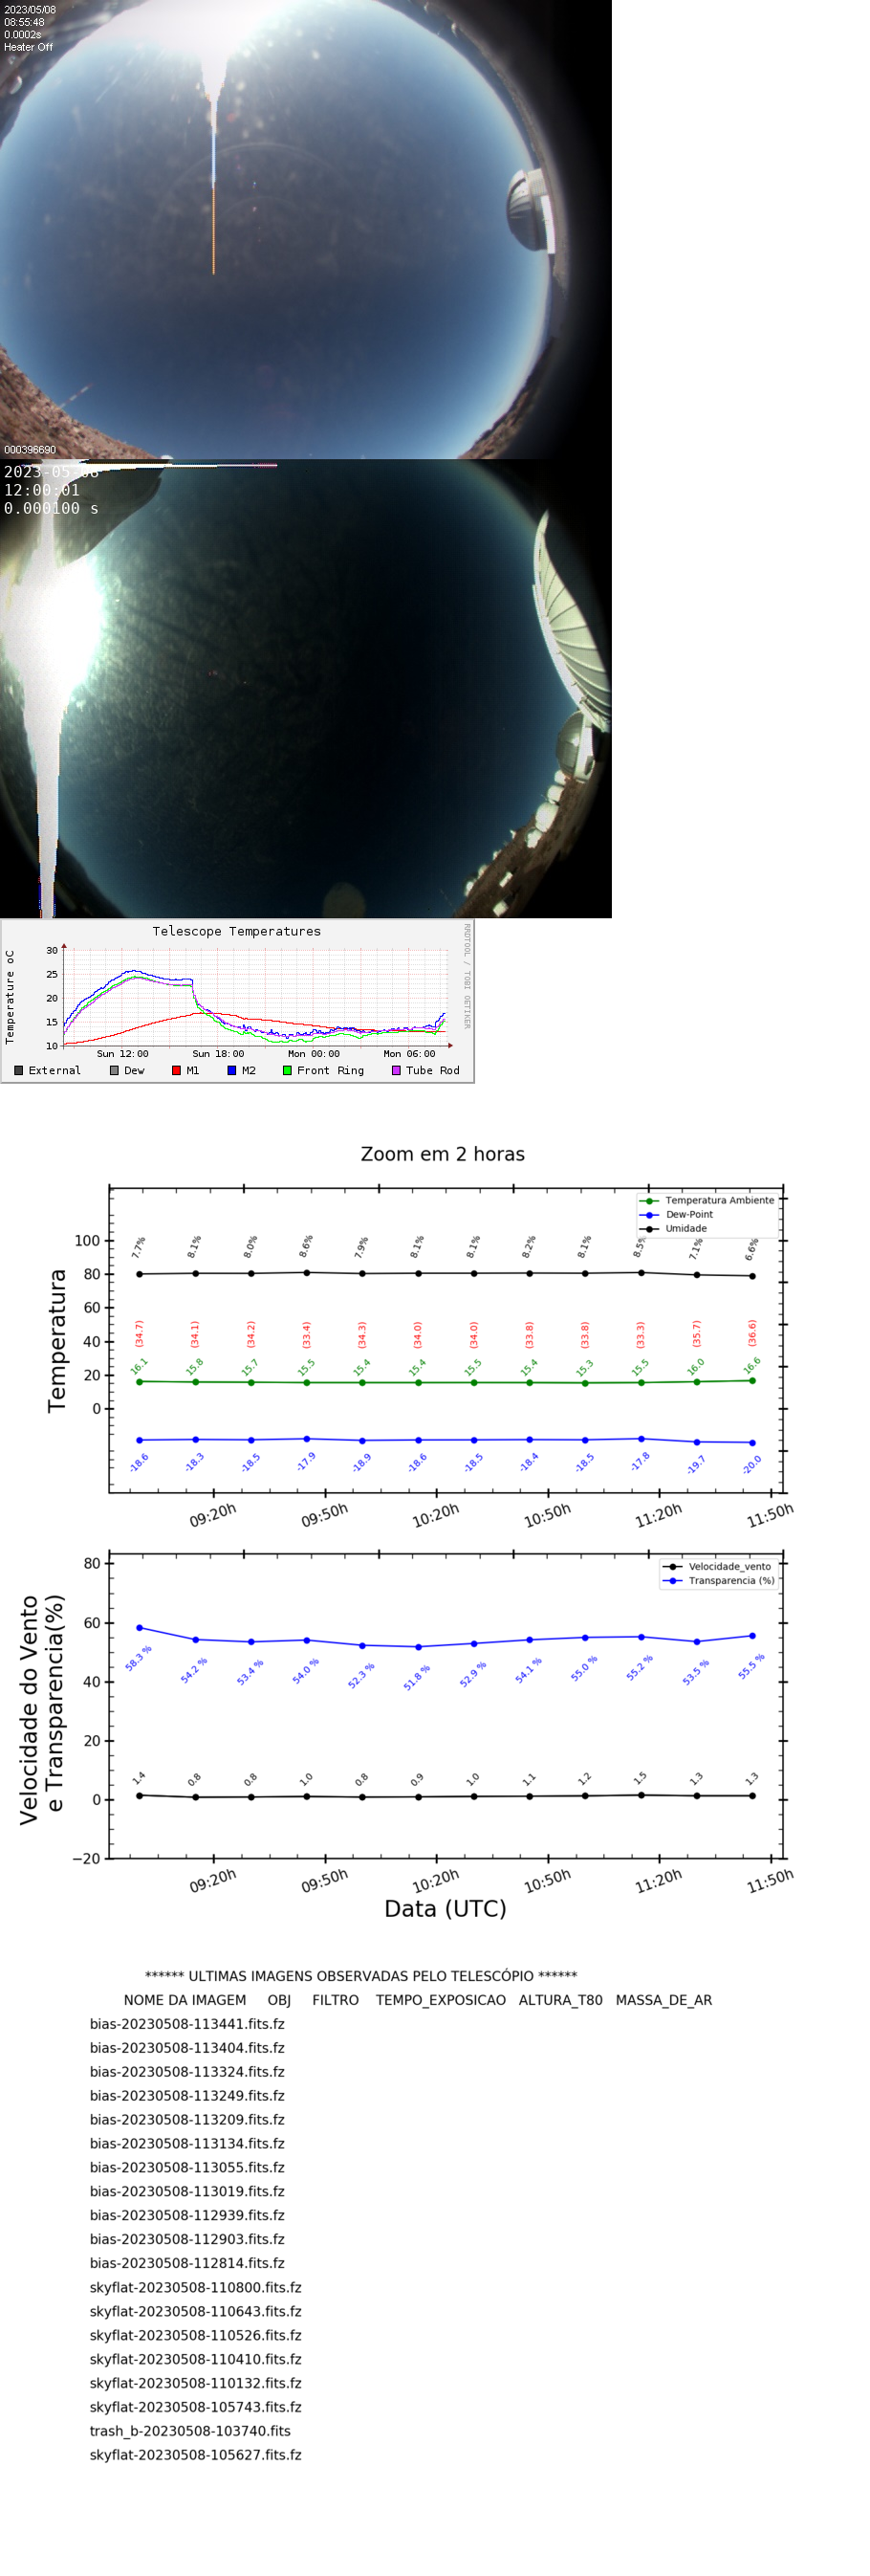 2023/05/08
08:55:48
0.0002s
Heater Off
000396690
2023-05-08
12:00:01
0.000100 s
Telescope Temperatures
Temperature oC
30
25
20
15
10
Sun 12:00 Sun 18:00 Mon 00:00 Mon 06:00
External Dew M1 M2 Front Ring Tube Rod
RRDTOOL / TOBI OETIKER
Zoom em 2 horas
Temperatura Ambiente
Dew-Point
Umidade
Temperatura
100
80
60
40
20
0
7.7% 8.1% 8.0% 8.6% 7.9% 8.1% 8.1% 8.2% 8.1% 8.5% 7.1% 6.6%
(34.7) (34.1) (34.2) (33.4) (34.3) (34.0) (34.0) (33.8) (33.8) (33.3) (35.7) (36.6)
16.1 15.8 15.7 15.5 15.4 15.4 15.5 15.4 15.3 15.5 16.0 16.6
-18.6 -18.3 -18.5 -17.9 -18.9 -18.6 -18.5 -18.4 -18.5 -17.8 -19.7 -20.0
09:20h 09:50h 10:20h 10:50h 11:20h 11:50h
Velocidade_vento
Transparencia (%)
Velocidade do Vento
e Transparencia(%)
80
60
40
20
0
−20
58.3 % 54.2 % 53.4 % 54.0 % 52.3 % 51.8 % 52.9 % 54.1 % 55.0 % 55.2 % 53.5 % 55.5 %
1.4 0.8 0.8 1.0 0.8 0.9 1.0 1.1 1.2 1.5 1.3 1.3
09:20h 09:50h 10:20h 10:50h 11:20h 11:50h
Data (UTC)
****** ULTIMAS IMAGENS OBSERVADAS PELO TELESCÓPIO ******
NOME DA IMAGEM OBJ FILTRO TEMPO_EXPOSICAO ALTURA_T80 MASSA_DE_AR
bias-20230508-113441.fits.fz
bias-20230508-113404.fits.fz
bias-20230508-113324.fits.fz
bias-20230508-113249.fits.fz
bias-20230508-113209.fits.fz
bias-20230508-113134.fits.fz
bias-20230508-113055.fits.fz
bias-20230508-113019.fits.fz
bias-20230508-112939.fits.fz
bias-20230508-112903.fits.fz
bias-20230508-112814.fits.fz
skyflat-20230508-110800.fits.fz
skyflat-20230508-110643.fits.fz
skyflat-20230508-110526.fits.fz
skyflat-20230508-110410.fits.fz
skyflat-20230508-110132.fits.fz
skyflat-20230508-105743.fits.fz
trash_b-20230508-103740.fits
skyflat-20230508-105627.fits.fz